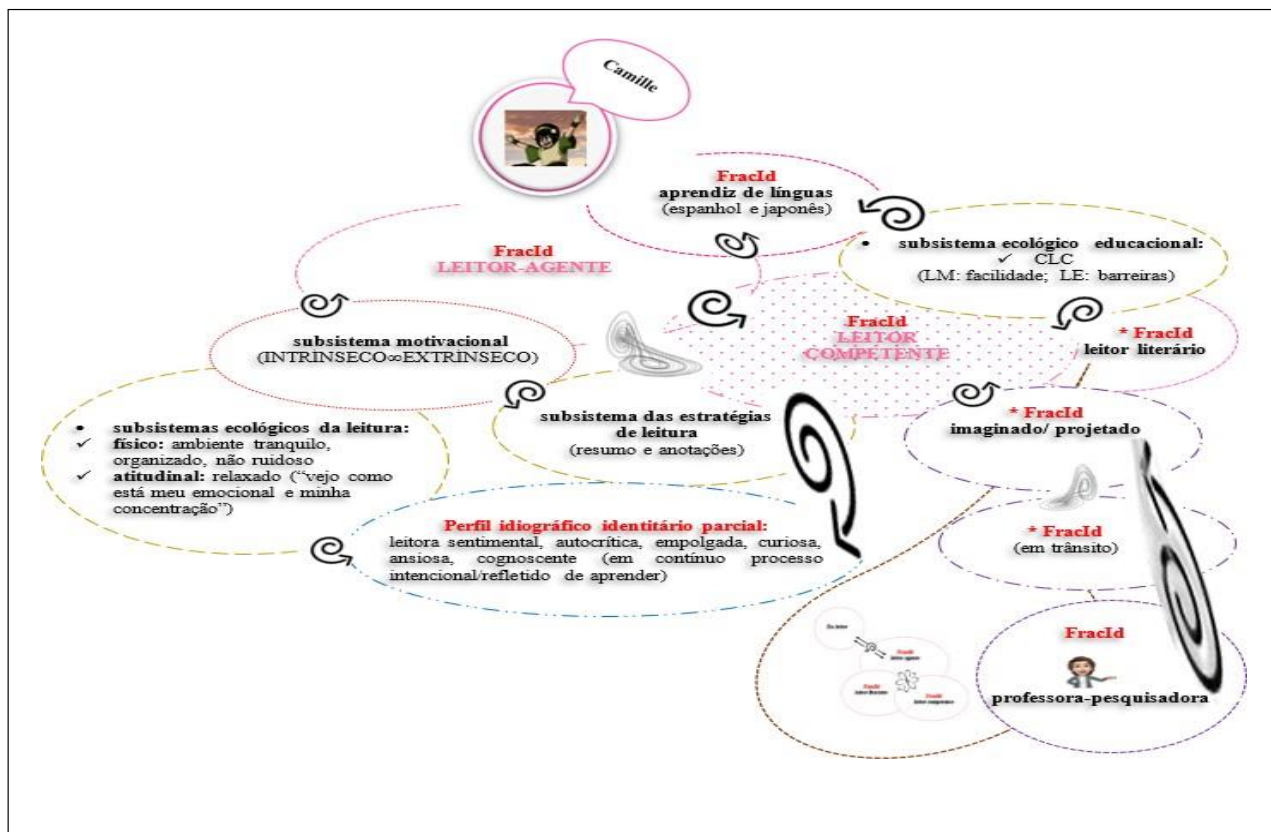 Camille
FracId
aprendiz de línguas
(espanhol e japonês)
FracId
LEITOR-AGENTE
• subsistema ecológico educacional:
✓ CLC
(LM: facilidade; LE: barreiras)
FracId
LEITOR
COMPETENTE
* FracId
leitor literário
subsistema motivacional
(INTRÍNSECO∞EXTRÍNSECO)
• subsistemas ecológicos da leitura:
✓ físico: ambiente tranquilo,
organizado, não ruidoso
✓ atitudinal: relaxado (“vejo como
está meu emocional e minha
concentração”)
subsistema das estratégias
de leitura
(resumo e anotações)
* FracId
imaginado/ projetado
Perfil idiográfico identitário parcial:
leitora sentimental, autocrítica, empolgada, curiosa,
ansiosa, cognoscente (em contínuo processo
intencional/refletido de aprender)
* FracId
(em trânsito)
FracId
professora-pesquisadora